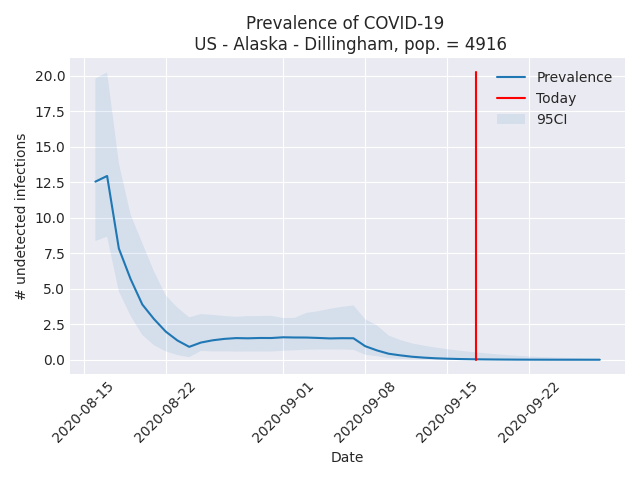 Prevalence of COVID-19
US - Alaska - Dillingham, pop. = 4916
20.0
17.5
15.0
12.5
10.0
7.5
5.0
2.5
0.0
# undetected infections
Prevalence
Today
95CI
2020-08-15
2020-08-22
2020-09-01
2020-09-08
2020-09-15
2020-09-22
Date